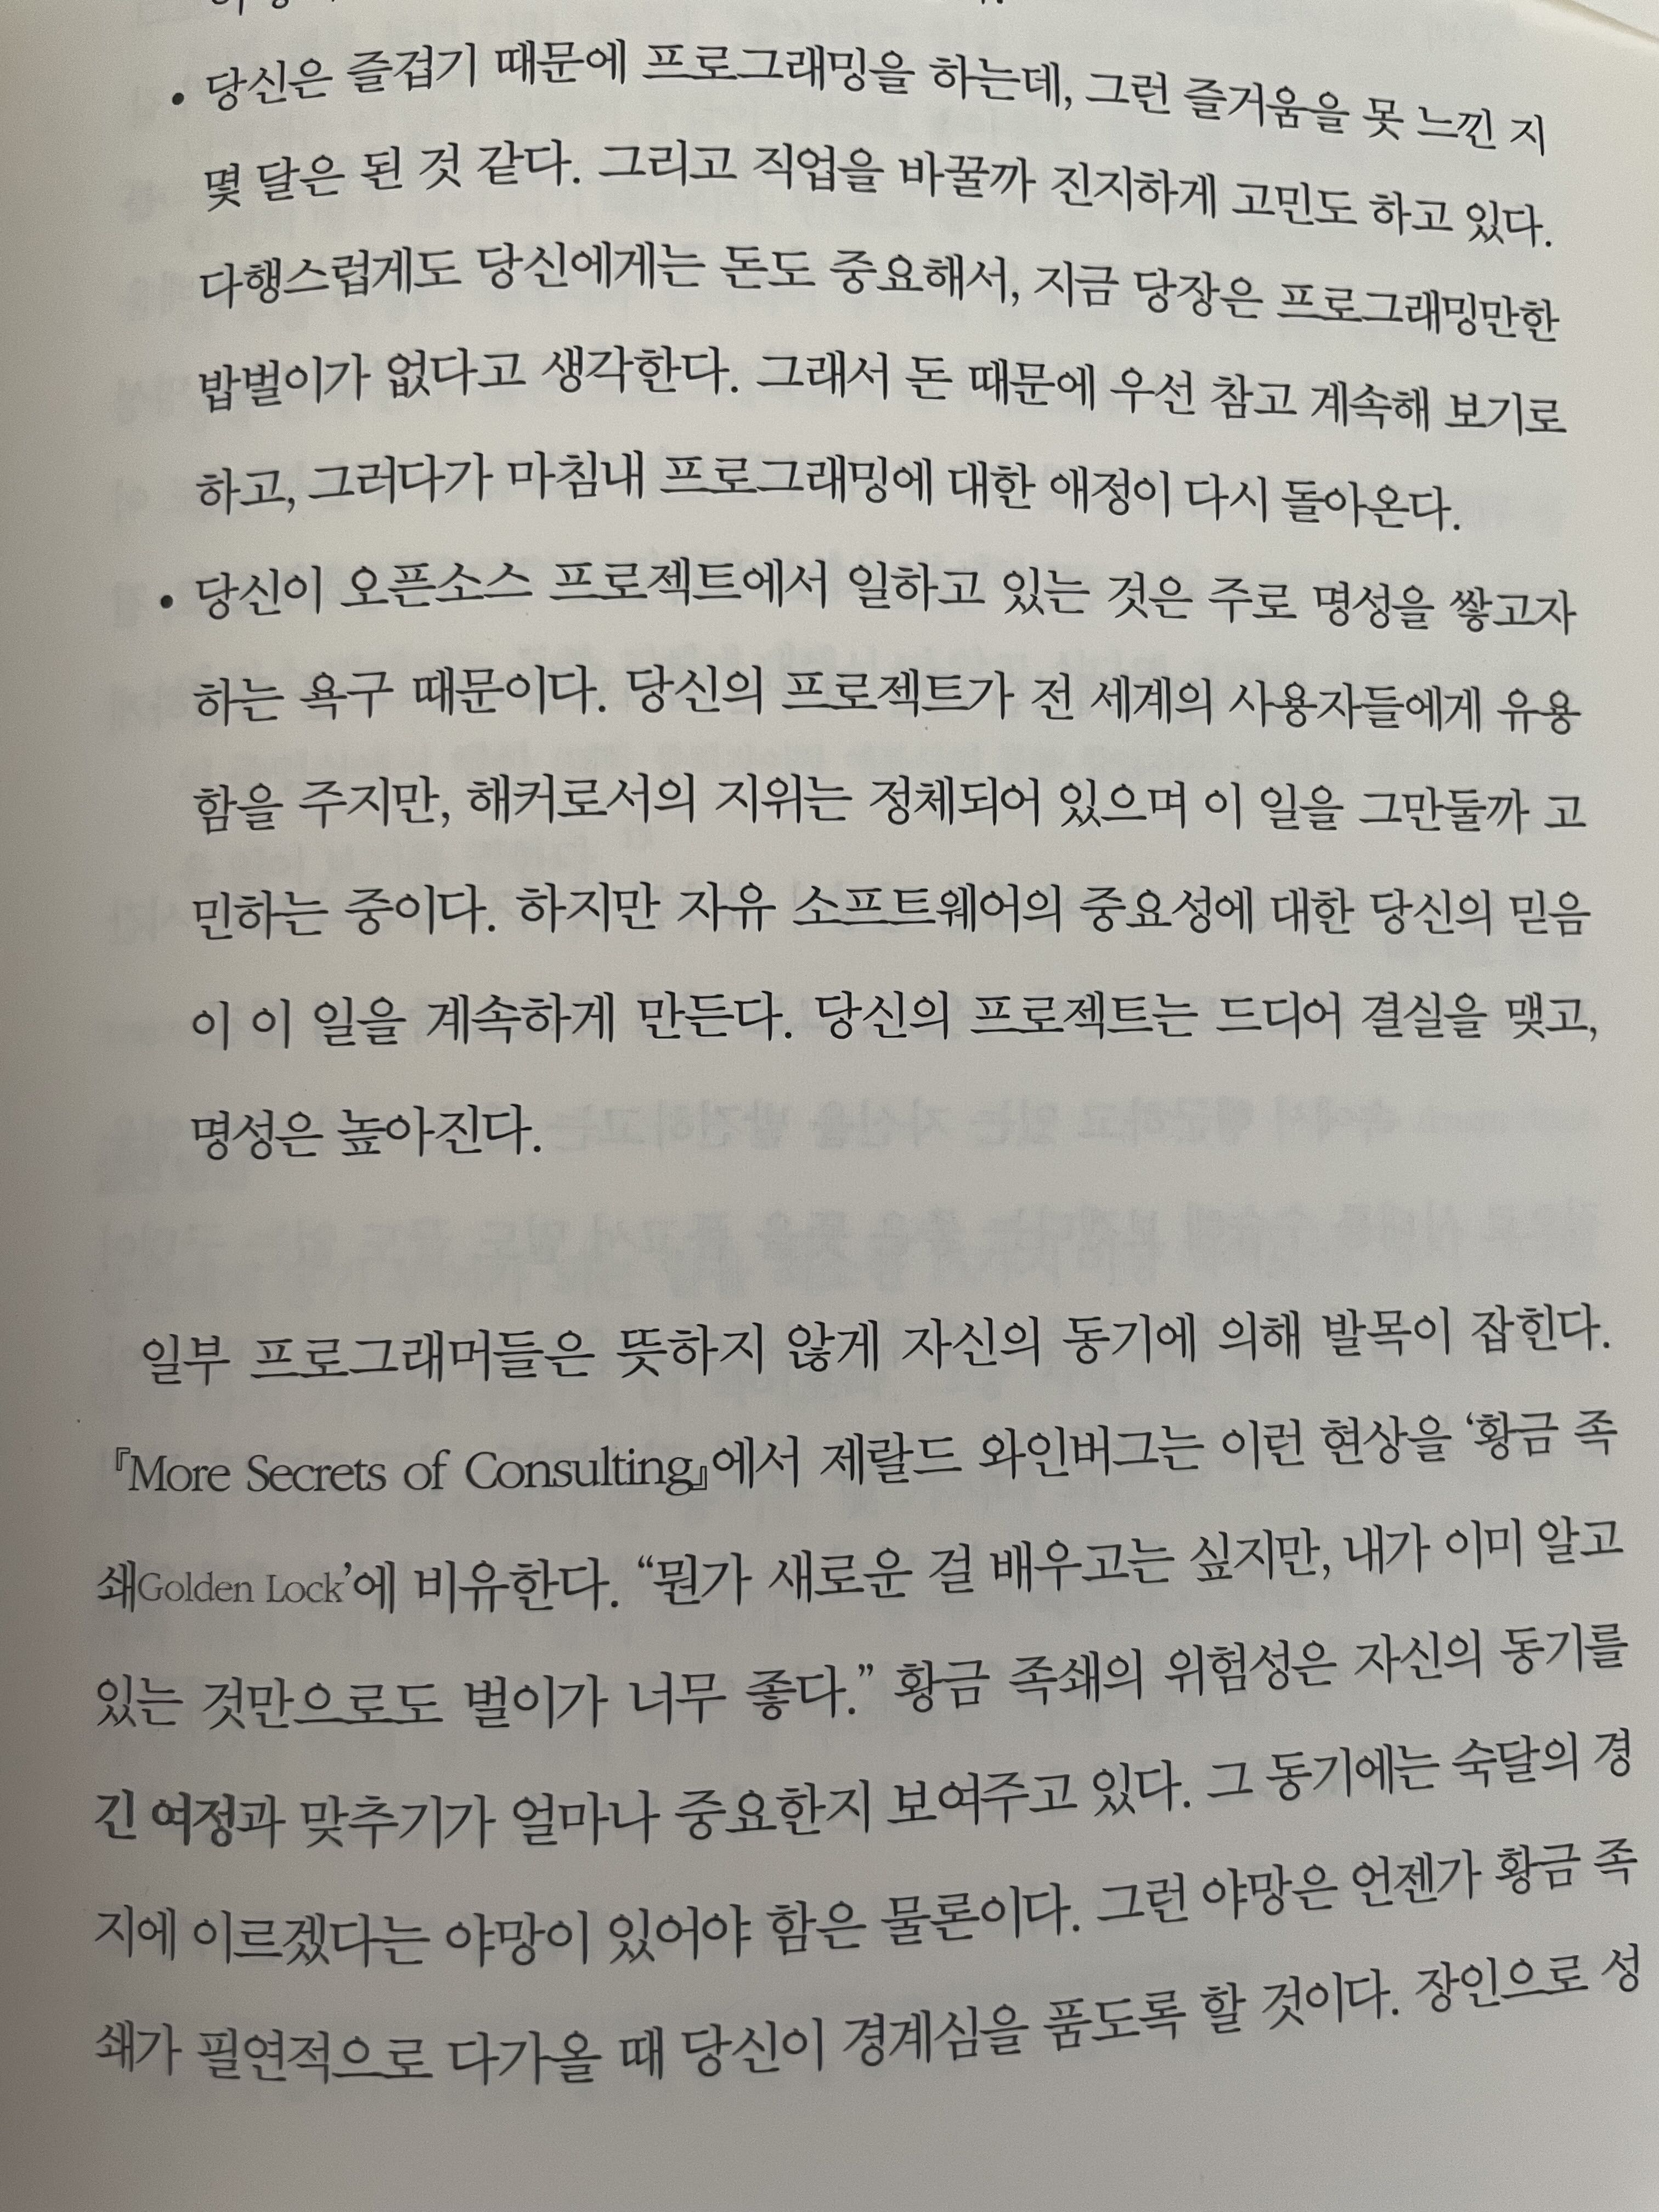 • 당신은 즐겁기 때문에 프로그래밍을 하는데, 그런 즐거움을 못 느낀 지
몇 달은 된 것 같다. 그리고 직업을 바꿀까 진지하게 고민도 하고 있다.
다행스럽게도 당신에게는 돈도 중요해서, 지금 당장은 프로그래밍만한
밥벌이가 없다고 생각한다. 그래서 돈 때문에 우선 참고 계속해 보기로
하고, 그러다가 마침내 프로그래밍에 대한 애정이 다시 돌아온다.
• 당신이 오픈소스 프로젝트에서 일하고 있는 것은 주로 명성을 쌓고자
하는 욕구 때문이다. 당신의 프로젝트가 전 세계의 사용자들에게 유용
함을 주지만, 해커로서의 지위는 정체되어 있으며 이 일을 그만둘까 고
민하는 중이다. 하지만 자유 소프트웨어의 중요성에 대한 당신의 믿음
이 이 일을 계속하게 만든다. 당신의 프로젝트는 드디어 결실을 맺고,
명성은 높아진다.
일부 프로그래머들은 뜻하지 않게 자신의 동기에 의해 발목이 잡힌다.
『More Secrets of Consulting』에서 제랄드 와인버그는 이런 현상을 ‘황금 족
쇄Golden Lock’에 비유한다. “뭔가 새로운 걸 배우고는 싶지만, 내가 이미 알고
있는 것만으로도 벌이가 너무 좋다.” 황금 족쇄의 위험성은 자신의 동기를
긴 여정과 맞추기가 얼마나 중요한지 보여주고 있다. 그 동기에는 숙달의 경
지에 이르겠다는 야망이 있어야 함은 물론이다. 그런 야망은 언젠가 황금 족
쇄가 필연적으로 다가올 때 당신이 경계심을 품도록 할 것이다. 장인으로 성